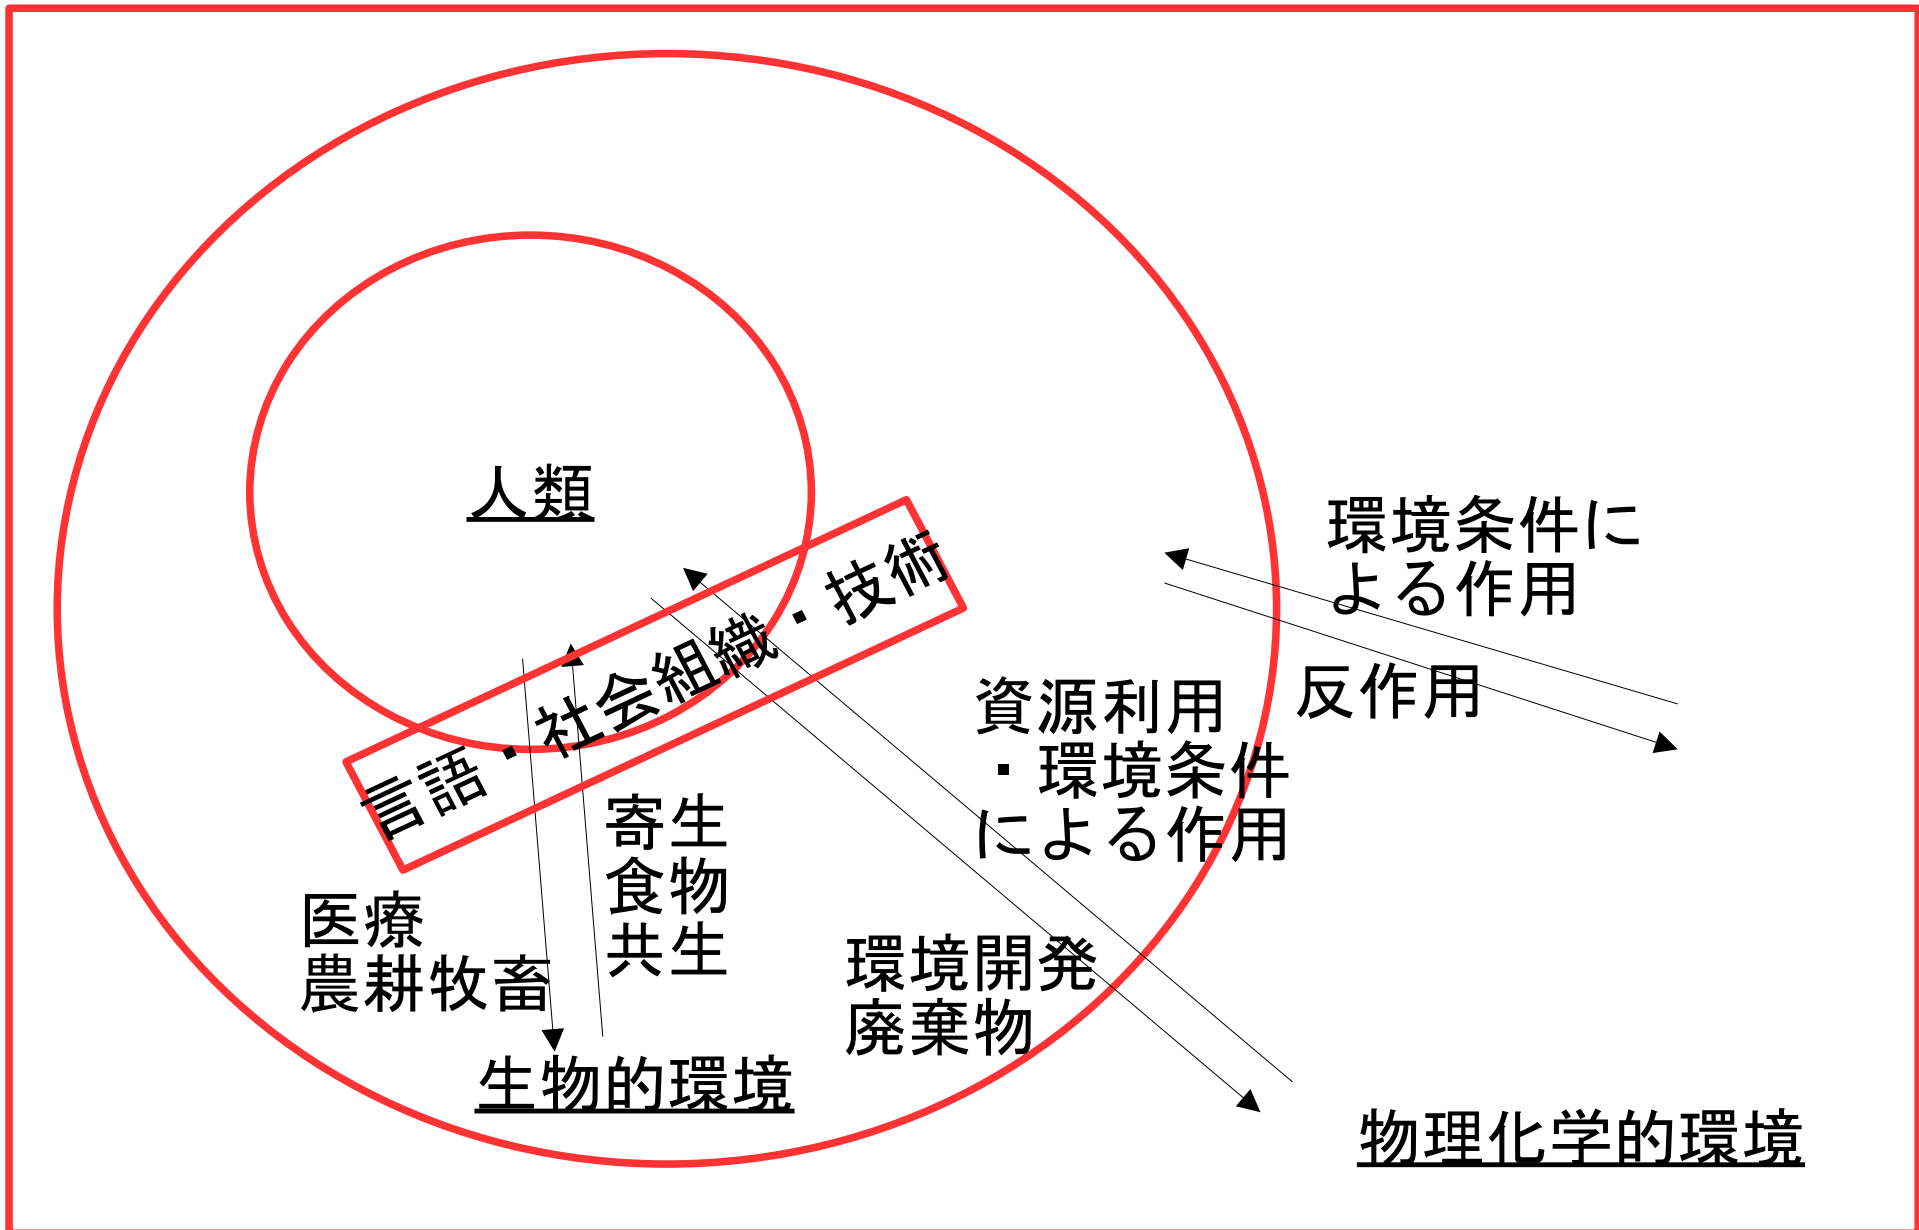 人類
環境条件に
よる作用
言語・社会組織・技術
反作用
資源利用
・環境条件
による作用
寄生
食物
共生
医療
農耕牧畜
環境開発
廃棄物
生物的環境
物理化学的環境